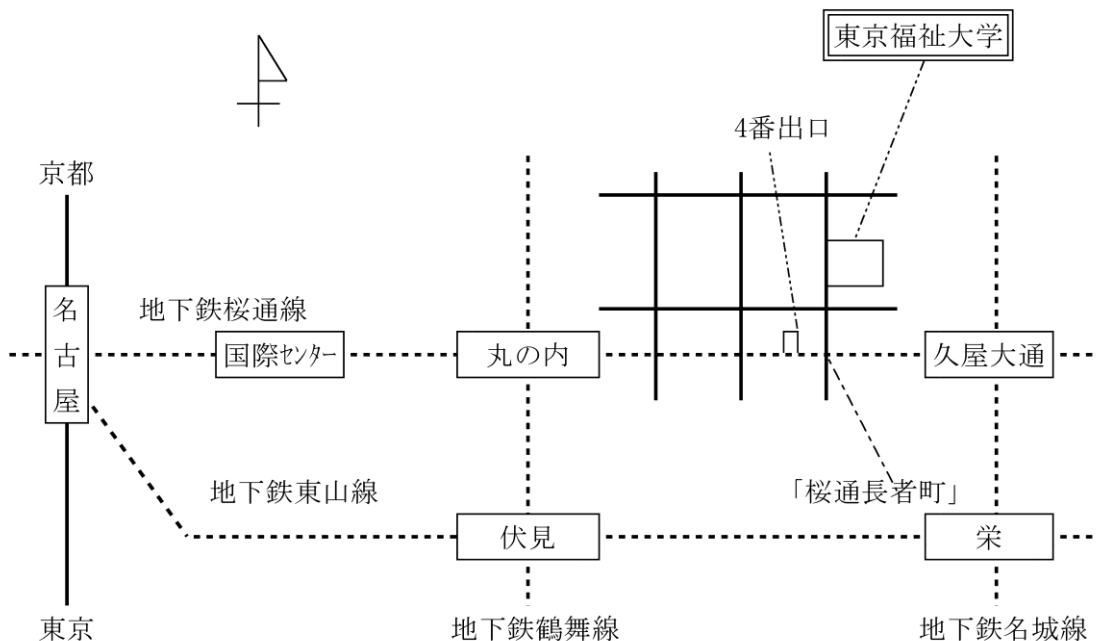 東京福祉大学
4番出口
京都
名古屋
地下鉄桜通線
国際センター
丸の内
久屋大通
地下鉄東山線
「桜通長者町」
伏見
栄
東京
地下鉄鶴舞線
地下鉄名城線